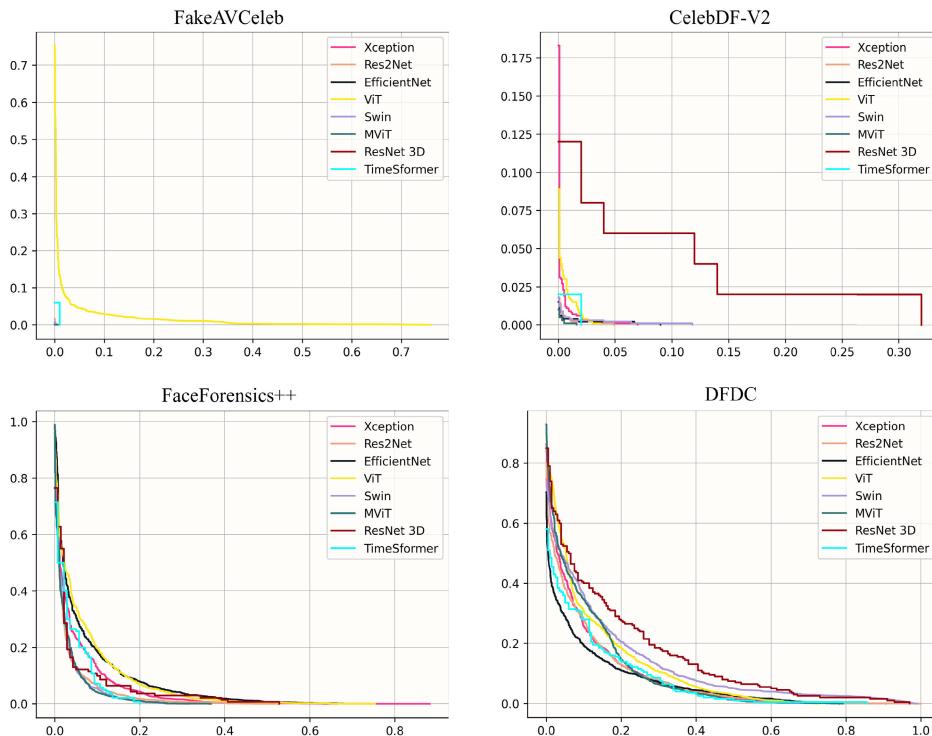 FakeAVCeleb
0.7
0.6
0.5
0.4
0.3
0.2
0.1
0.0
0.0 0.1 0.2 0.3 0.4 0.5 0.6 0.7
Xception
Res2Net
EfficientNet
ViT
Swin
MViT
ResNet 3D
TimeSformer
CelebDF-V2
0.175
0.150
0.125
0.100
0.075
0.050
0.025
0.000
0.00 0.05 0.10 0.15 0.20 0.25 0.30
Xception
Res2Net
EfficientNet
ViT
Swin
MViT
ResNet 3D
TimeSformer
FaceForensics++
1.0
0.8
0.6
0.4
0.2
0.0
0.0 0.2 0.4 0.6 0.8
Xception
Res2Net
EfficientNet
ViT
Swin
MViT
ResNet 3D
TimeSformer
DFDC
0.8
0.6
0.4
0.2
0.0
0.0 0.2 0.4 0.6 0.8 1.0
Xception
Res2Net
EfficientNet
ViT
Swin
MViT
ResNet 3D
TimeSformer